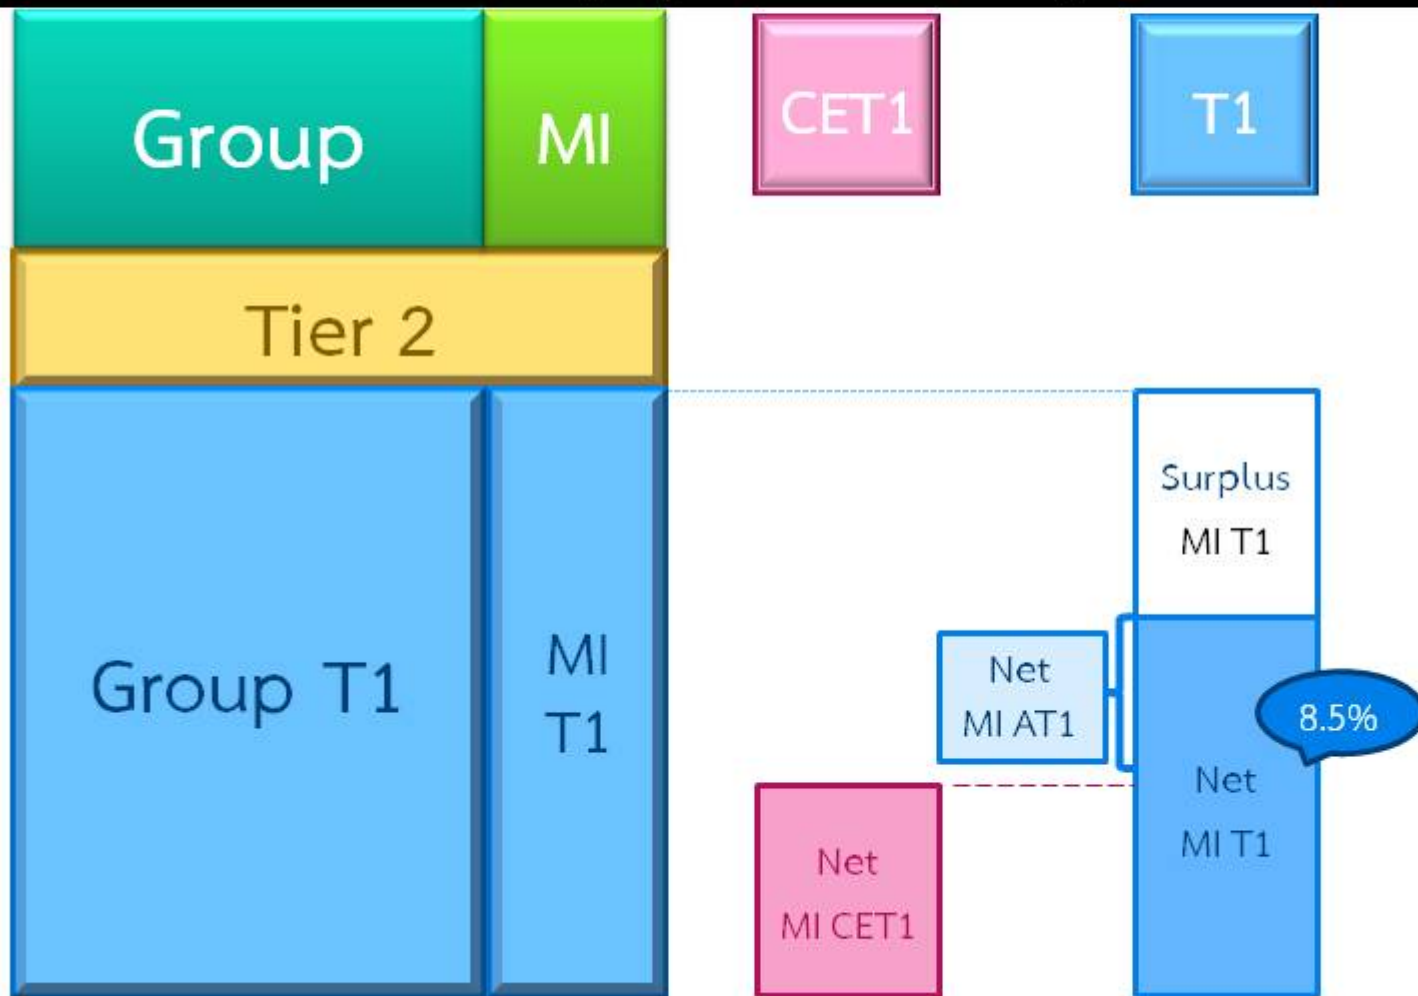 Group
MI
CET1
T1
Tier 2
Surplus
MI T1
Group T1
MI
T1
Net
MI AT1
8.5%
Net
MI T1
Net
MI CET1